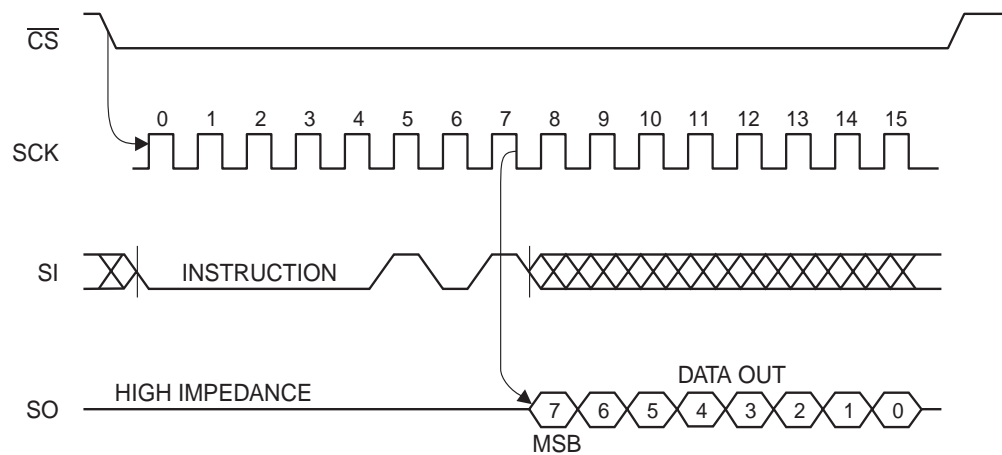 CS
0 1 2 3 4 5 6 7 8 9 10 11 12 13 14 15
SCK
SI INSTRUCTION
DATA OUT
HIGH IMPEDANCE
SO 7 6 5 4 3 2 1 0
MSB